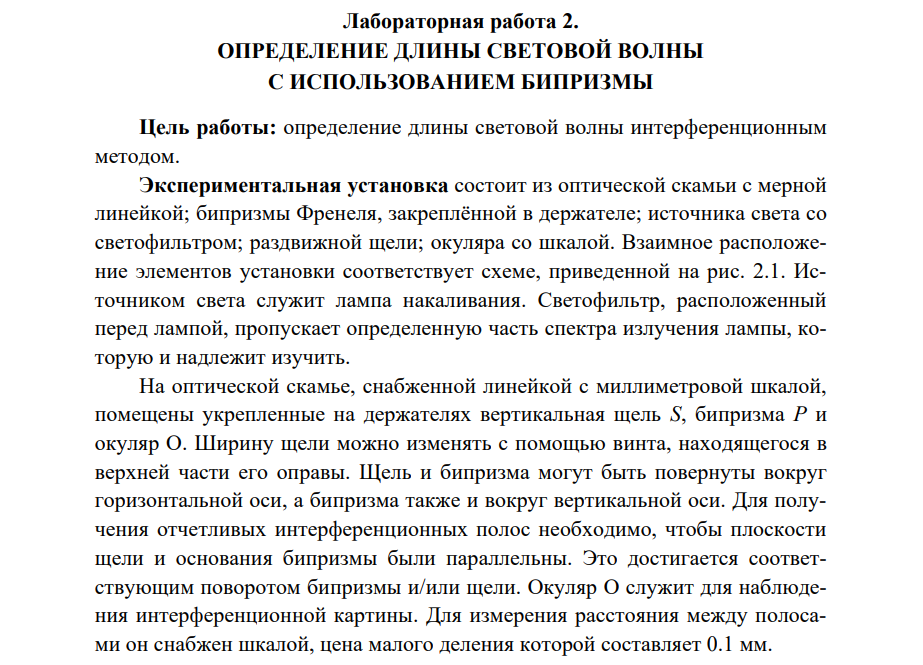 Лабораторная работа 2.
ОПРЕДЕЛЕНИЕ ДЛИНЫ СВЕТОВОЙ ВОЛНЫ
С ИСПОЛЬЗОВАНИЕМ БИПРИЗМЫ
Цель работы: определение длины световой волны интерференционным
методом.
Экспериментальная установка состоит из оптической скамьи с мерной
линейкой; бипризмы Френеля, закреплённой в держателе; источника света со
светофильтром; раздвижной щели; окуляра со шкалой. Взаимное расположе-
ние элементов установки соответствует схеме, приведенной на рис. 2.1. Ис-
точником света служит лампа накаливания. Светофильтр, расположенный
перед лампой, пропускает определенную часть спектра излучения лампы, ко-
торую и надлежит изучить.
На оптической скамье, снабженной линейкой с миллиметровой шкалой,
помещены укрепленные на держателях вертикальная щель S, бипризма P и
окуляр О. Ширину щели можно изменять с помощью винта, находящегося в
верхней части его оправы. Щель и бипризма могут быть повернуты вокруг
горизонтальной оси, а бипризма также и вокруг вертикальной оси. Для полу-
чения отчетливых интерференционных полос необходимо, чтобы плоскости
щели и основания бипризмы были параллельны. Это достигается соответ-
ствующим поворотом бипризмы и/или щели. Окуляр О служит для наблюде-
ния интерференционной картины. Для измерения расстояния между полоса-
ми он снабжен шкалой, цена малого деления которой составляет 0.1 мм.